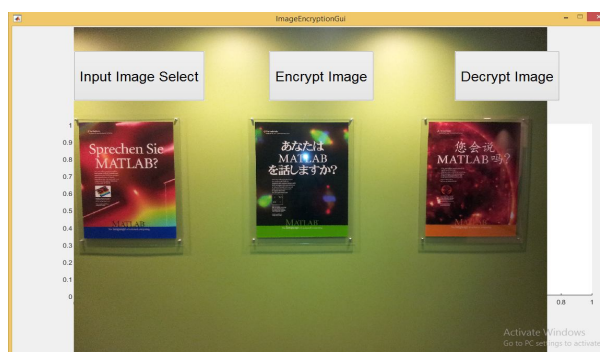 ImageEncryptionGui
Input Image Select
Encrypt Image
Decrypt Image
1
0.9
0.8
0.7
0.6
0.5
0.4
0.3
0.2
0.1
0
Sprechen Sie
MATLAB?
MATLAB
あなたは
MATLAB
を話しますか?
MATLAB
您会说
MATLAB吗?
MATLAB
0.8
1
Activate Windows
Go to PC settings to activate